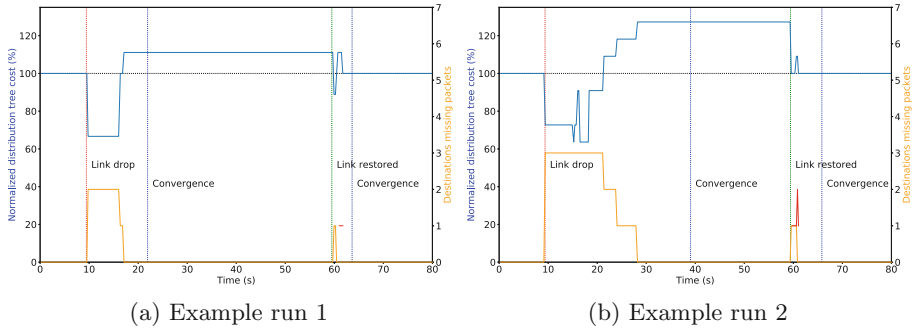 Normalized distribution tree cost (%)
120
100
80
60
40
20
0
Link drop
Convergence
Link restored
Convergence
7
6
5
4
3
2
1
0
Destinations missing packets
0 10 20 30 40 50 60 70 80
Time (s)
(a) Example run 1
Normalized distribution tree cost (%)
120
100
80
60
40
20
0
Link drop
Convergence
Link restored
Convergence
7
6
5
4
3
2
1
0
Destinations missing packets
0 10 20 30 40 50 60 70 80
Time (s)
(b) Example run 2